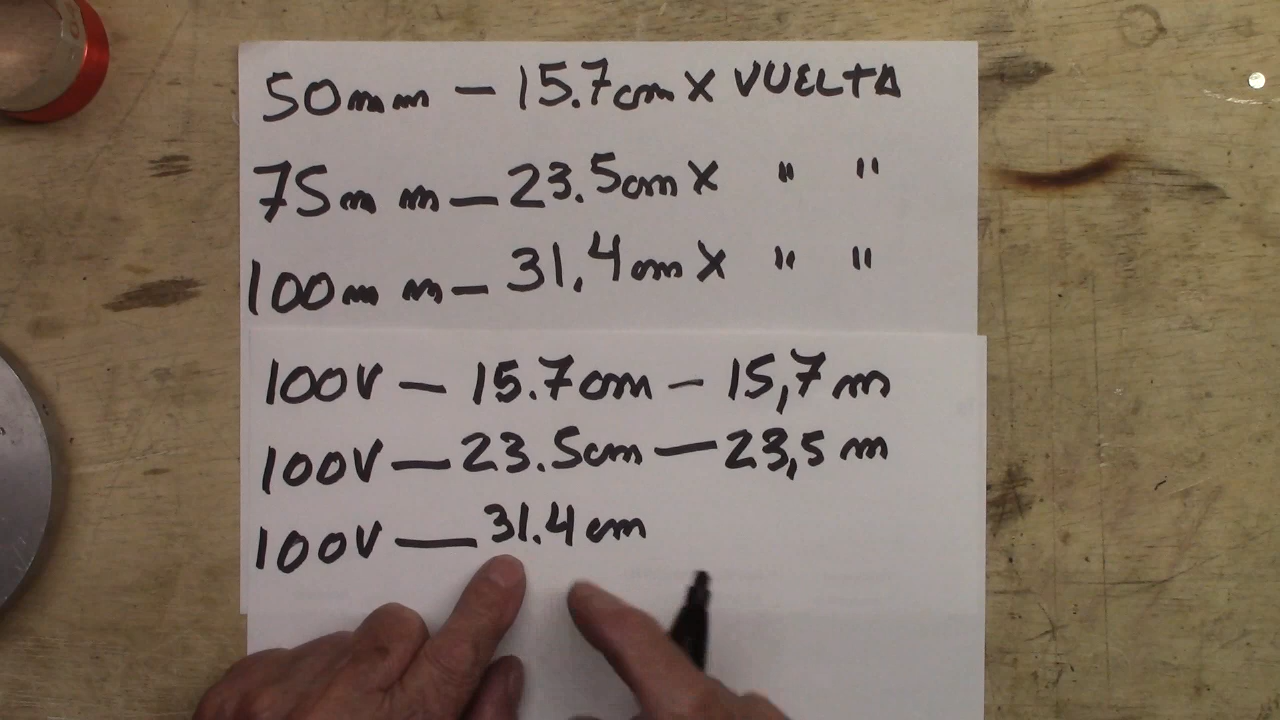 50mm - 15.7cm X VUELTA
75mm - 23.5cm X " "
100mm - 31.4cm X " "
100V - 15.7cm - 15,7m
100V - 23.5cm - 23,5m
100V - 31.4cm